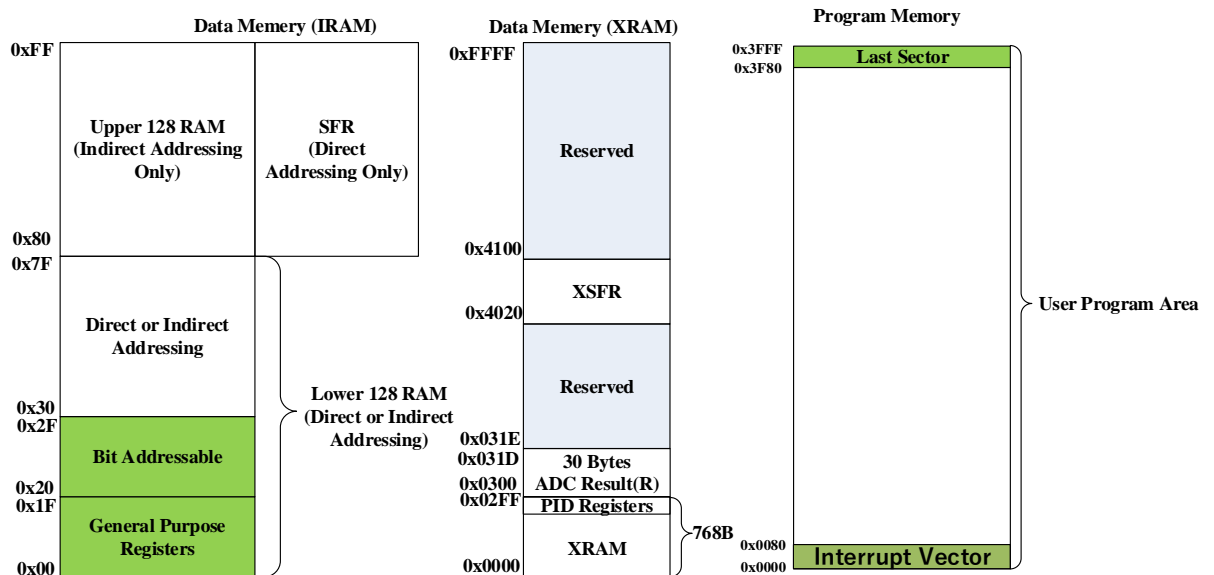 Data Memery (IRAM)
0xFF
Upper 128 RAM
(Indirect Addressing
Only)
SFR
(Direct
Addressing Only)
0x80
0x7F
Direct or Indirect
Addressing
0x30
0x2F
Bit Addressable
0x20
0x1F
General Purpose
Registers
0x00
Lower 128 RAM
(Direct or Indirect
Addressing)
Data Memory (XRAM)
0xFFFF
Reserved
0x4100
XSFR
0x4020
Reserved
0x031E
0x031D
30 Bytes
ADC Result(R)
0x0300
0x02FF
PID Registers
XRAM
0x0000
768B
Program Memory
0x3FFF
Last Sector
0x3F80
User Program Area
0x0080
Interrupt Vector
0x0000